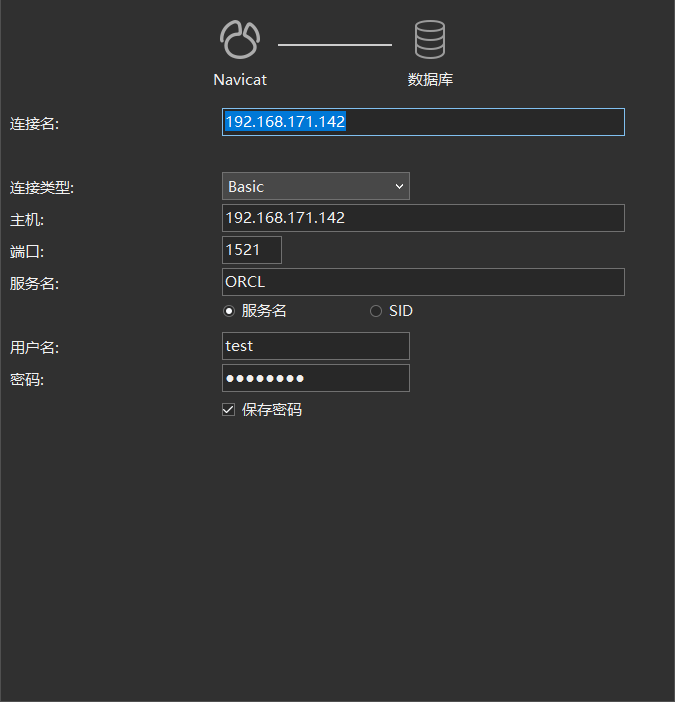 Navicat 数据库
连接名: 192.168.171.142
连接类型: Basic
主机: 192.168.171.142
端口: 1521
服务名: ORCL
服务名 SID
用户名: test
密码: ●●●●●●●●
保存密码